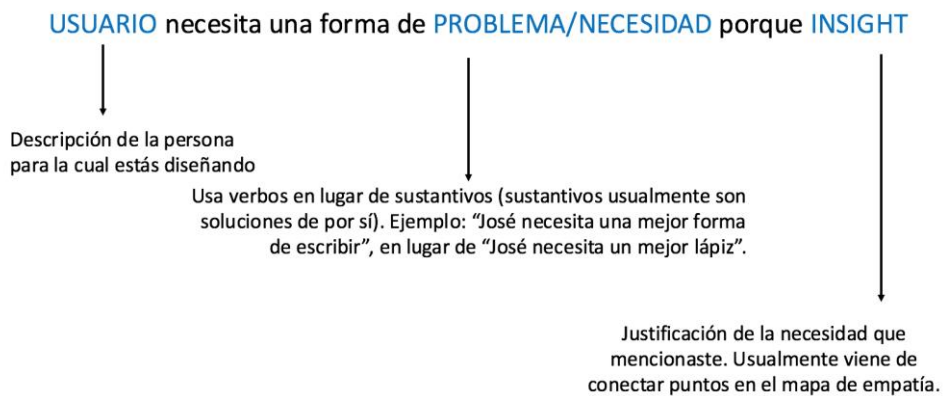 USUARIO necesita una forma de PROBLEMA/NECESIDAD porque INSIGHT
Descripción de la persona
para la cual estás diseñando
Usa verbos en lugar de sustantivos (sustantivos usualmente son
soluciones de por sí). Ejemplo: “José necesita una mejor forma
de escribir”, en lugar de “José necesita un mejor lápiz”.
Justificación de la necesidad que
mencionaste. Usualmente viene de
conectar puntos en el mapa de empatía.